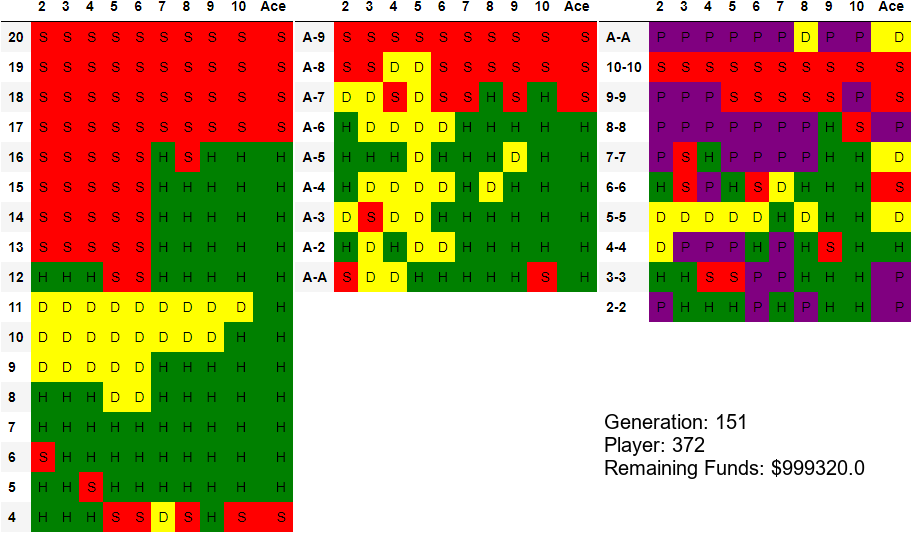 2 3 4 5 6 7 8 9 10 Ace
20 S S S S S S S S S S
19 S S S S S S S S S S
18 S S S S S S S S S S
17 S S S S S S S S S S
16 S S S S S H S H H H
15 S S S S S H H H H H
14 S S S S S H H H H H
13 S S S S S H H H H H
12 H H H S S H H H H H
11 D D D D D D D D D H
10 D D D D D D D D H H
9 D D D D D H H H H H
8 H H H D D H H H H H
7 H H H H H H H H H H
6 S H H H H H H H H H
5 H H S H H H H H H H
4 H H H S S D S H S S
2 3 4 5 6 7 8 9 10 Ace
A-9 S S S S S S S S S S
A-8 S S D D S S S S S S
A-7 D D S D S S H S H S
A-6 H D D D D H H H H H
A-5 H H H D H H H D H H
A-4 H D D D D H D H H H
A-3 D S D D H H H H H H
A-2 H D H D D H H H H H
A-A S D D H H H H H S H
2 3 4 5 6 7 8 9 10 Ace
A-A P P P P P P D P P D
10-10 S S S S S S S S S S
9-9 P P P S S S S S P S
8-8 P P P P P P P H S P
7-7 P S H P P P P H H D
6-6 H S P H S D H H H S
5-5 D D D D D H D H H D
4-4 D P P P H P H S H H
3-3 H H S S P P H H H P
2-2 P H H H P H P H H P
Generation: 151
Player: 372
Remaining Funds: $999320.0